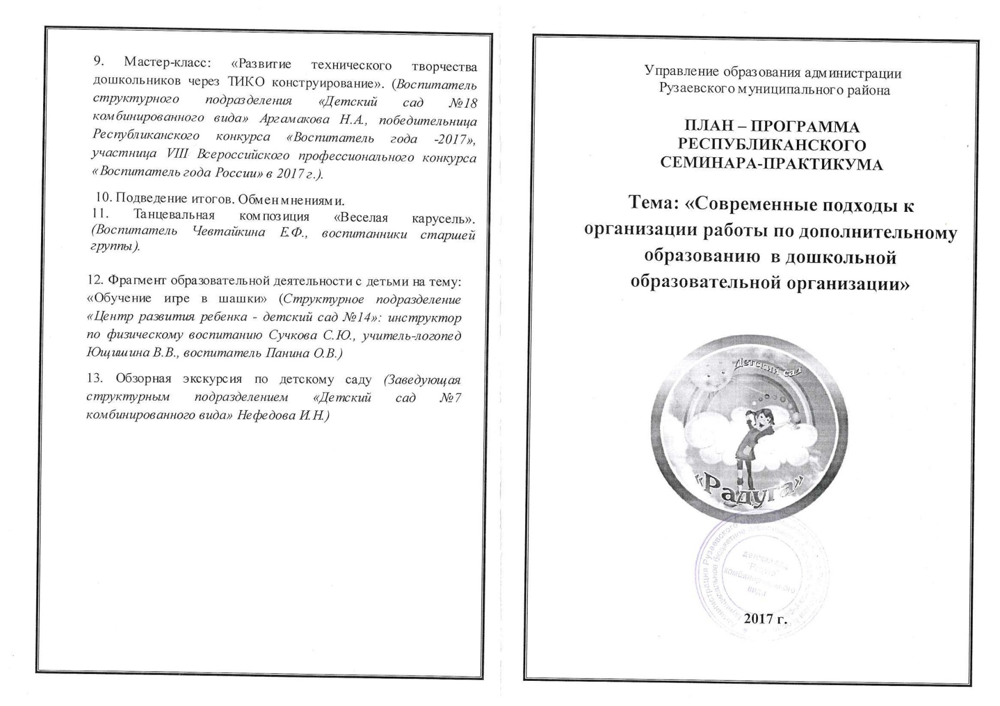 9. Мастер-класс: «Развитие технического творчества
дошкольников через ТИКО конструирование». (Воспитатель
структурного подразделения «Детский сад №18
комбинированного вида» Аргамакова Н.А., победительница
Республиканского конкурса «Воспитатель года -2017»,
участница VIII Всероссийского профессионального конкурса
«Воспитатель года России» в 2017 г.).
10. Подведение итогов. Обмен мнениями.
11. Танцевальная композиция «Веселая карусель».
(Воспитатель Чевтайкина Е.Ф., воспитанники старшей
группы).
12. Фрагмент образовательной деятельности с детьми на тему:
«Обучение игре в шашки» (Структурное подразделение
«Центр развития ребенка - детский сад №14»: инструктор
по физическому воспитанию Сучкова С.Ю., учитель-логопед
Ющишина В.В., воспитатель Панина О.В.)
13. Обзорная экскурсия по детскому саду (Заведующая
структурным подразделением «Детский сад №7
комбинированного вида» Нефедова И.Н.)
Управление образования администрации
Рузаевского муниципального района
ПЛАН – ПРОГРАММА
РЕСПУБЛИКАНСКОГО
СЕМИНАРА-ПРАКТИКУМА
Тема: «Современные подходы к
организации работы по дополнительному
образованию в дошкольной
образовательной организации»
Детский сад
«Радуга»
Администрация Рузаевского
муниципальное бюджетное
детский сад
"Радуга"
комбинированного
вида
2017 г.